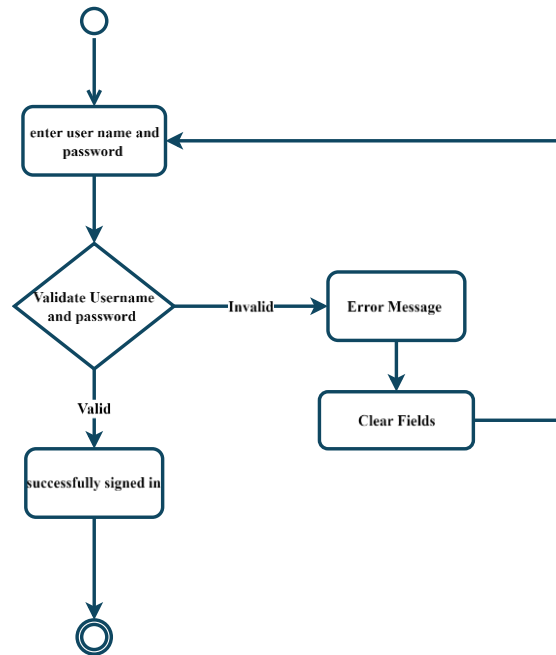 enter user name and
password
Validate Username
and password
Invalid
Error Message
Valid
Clear Fields
successfully signed in